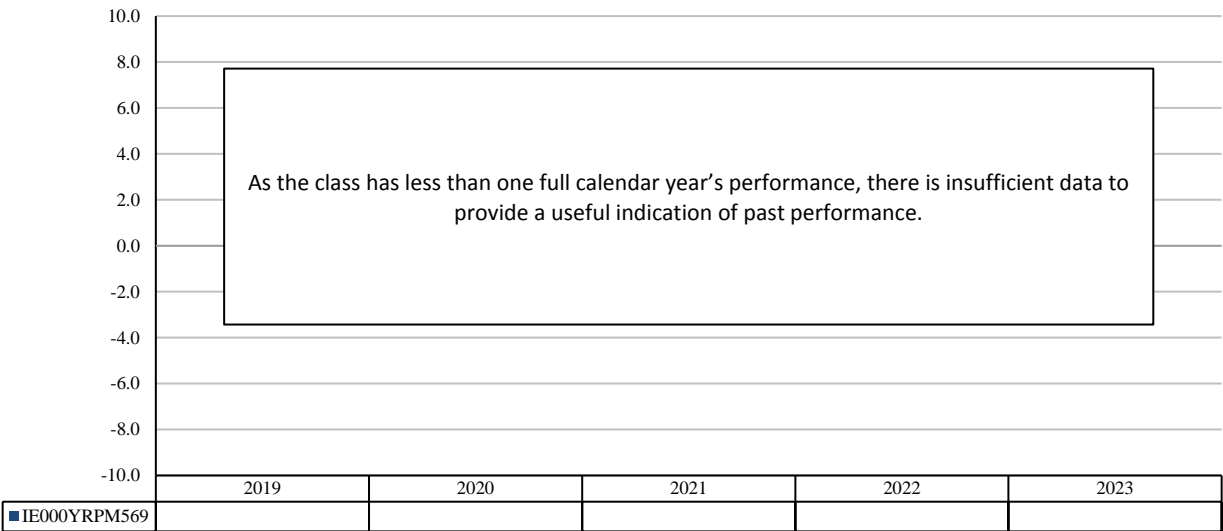 10.0
8.0
6.0
4.0
2.0
0.0
-2.0
-4.0
-6.0
-8.0
-10.0
As the class has less than one full calendar year’s performance, there is insufficient data to
provide a useful indication of past performance.
2019 2020 2021 2022 2023
IE000YRPM569